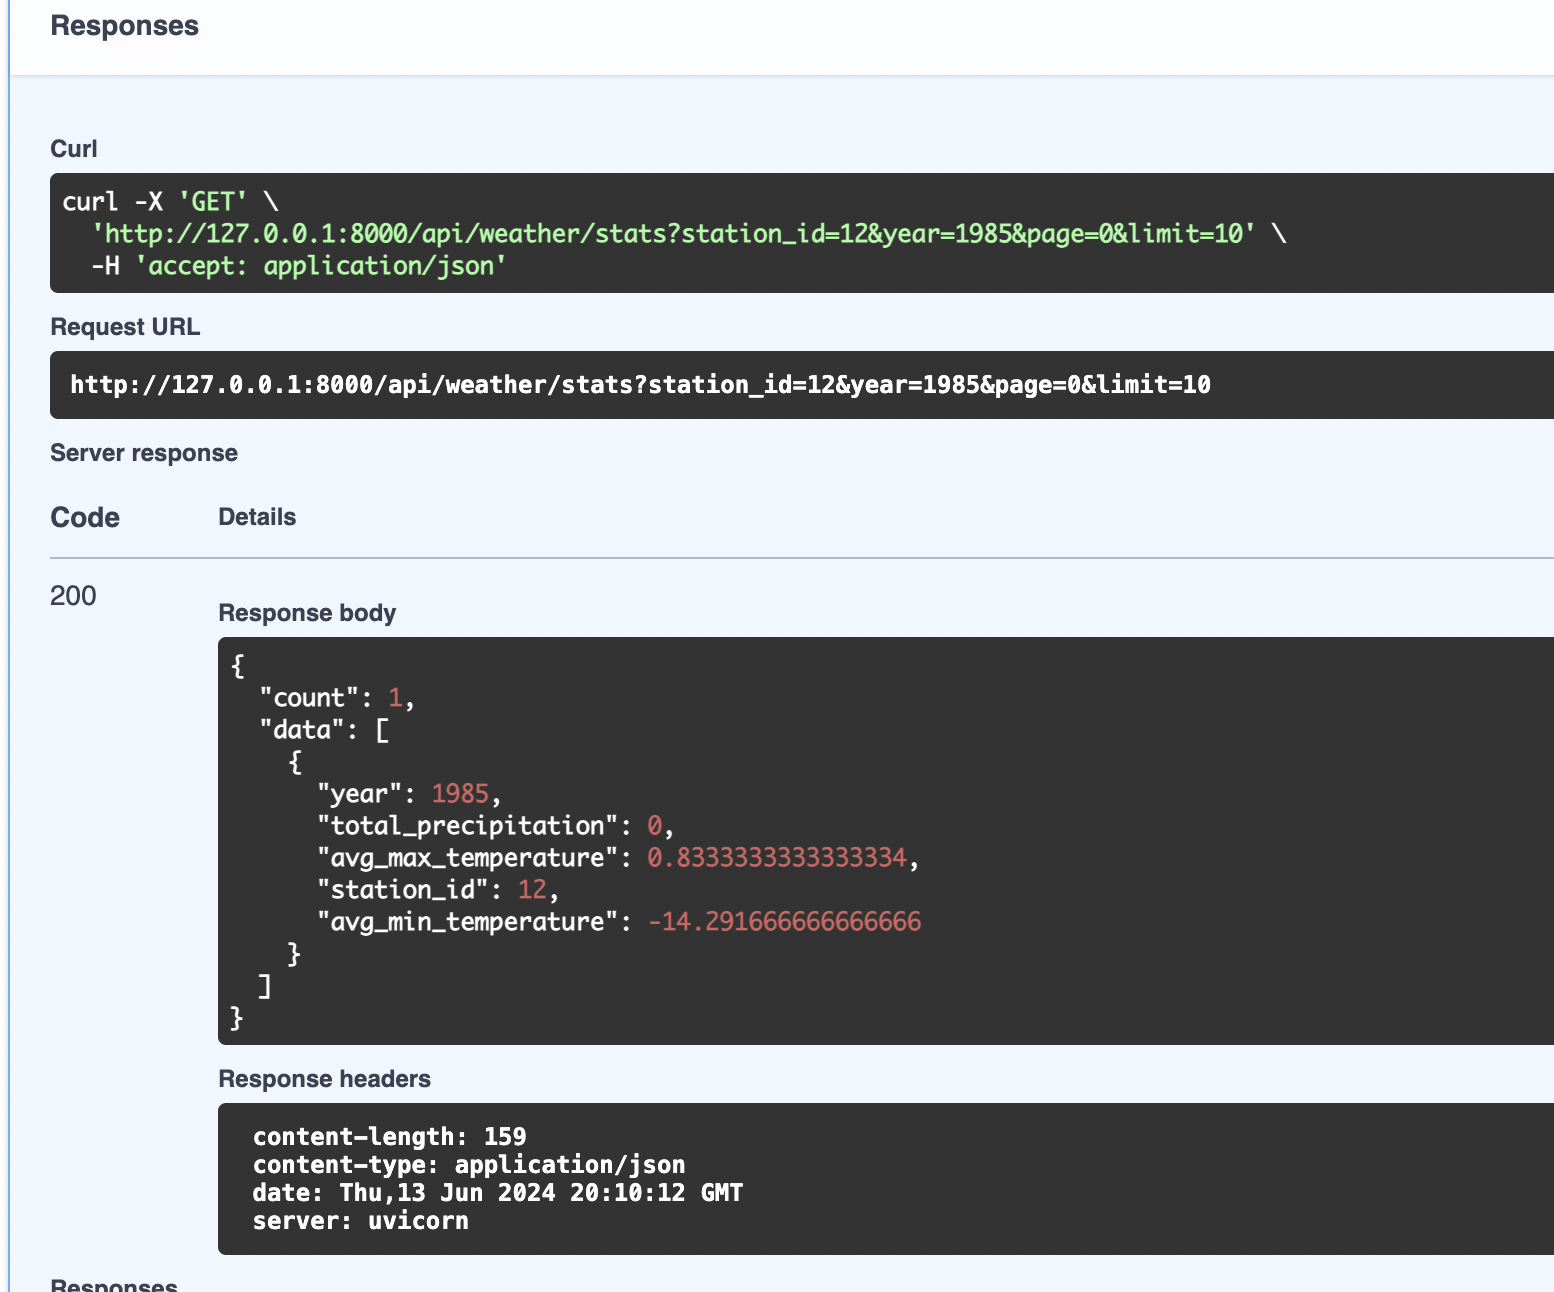 Responses
Curl
curl -X 'GET' \
'http://127.0.0.1:8000/api/weather/stats?station_id=12&year=1985&page=0&limit=10' \
-H 'accept: application/json'
Request URL
http://127.0.0.1:8000/api/weather/stats?station_id=12&year=1985&page=0&limit=10
Server response
Code Details
200
Response body
{
"count": 1,
"data": [
{
"year": 1985,
"total_precipitation": 0,
"avg_max_temperature": 0.8333333333333334,
"station_id": 12,
"avg_min_temperature": -14.291666666666666
}
]
}
Response headers
content-length: 159
content-type: application/json
date: Thu,13 Jun 2024 20:10:12 GMT
server: uvicorn
Responses